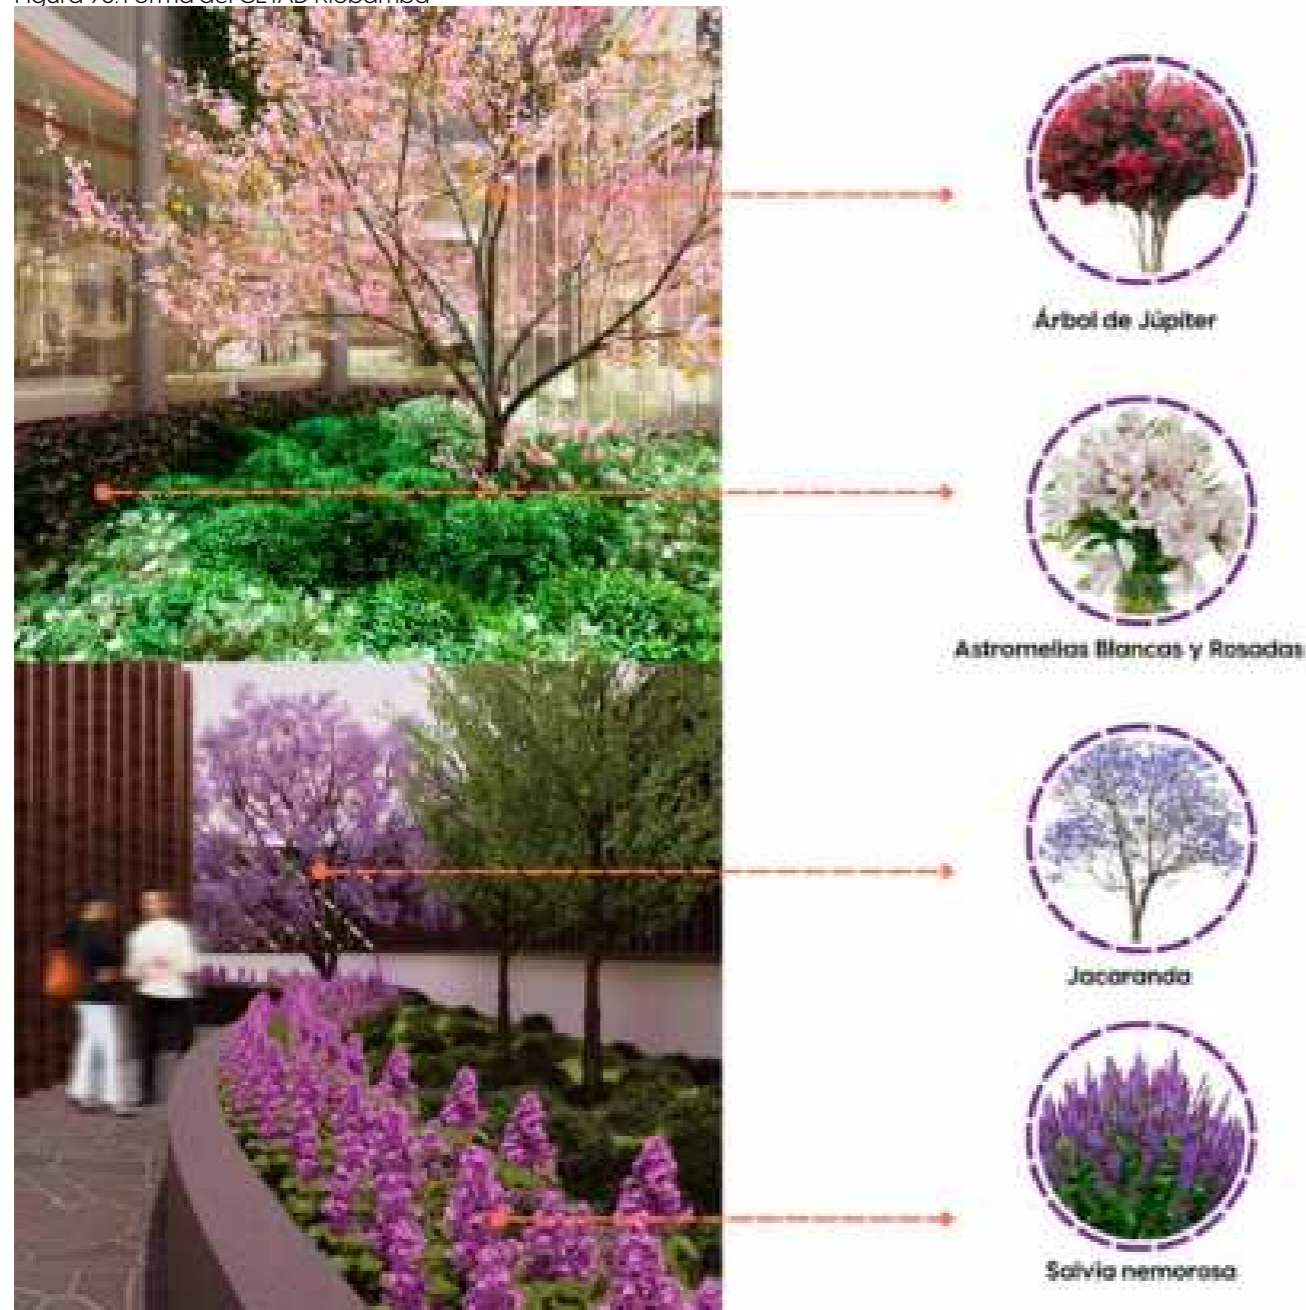 Árbol de Júpiter
Astromelias Blancas y Rosadas
Jacaranda
Salvia nemorosa